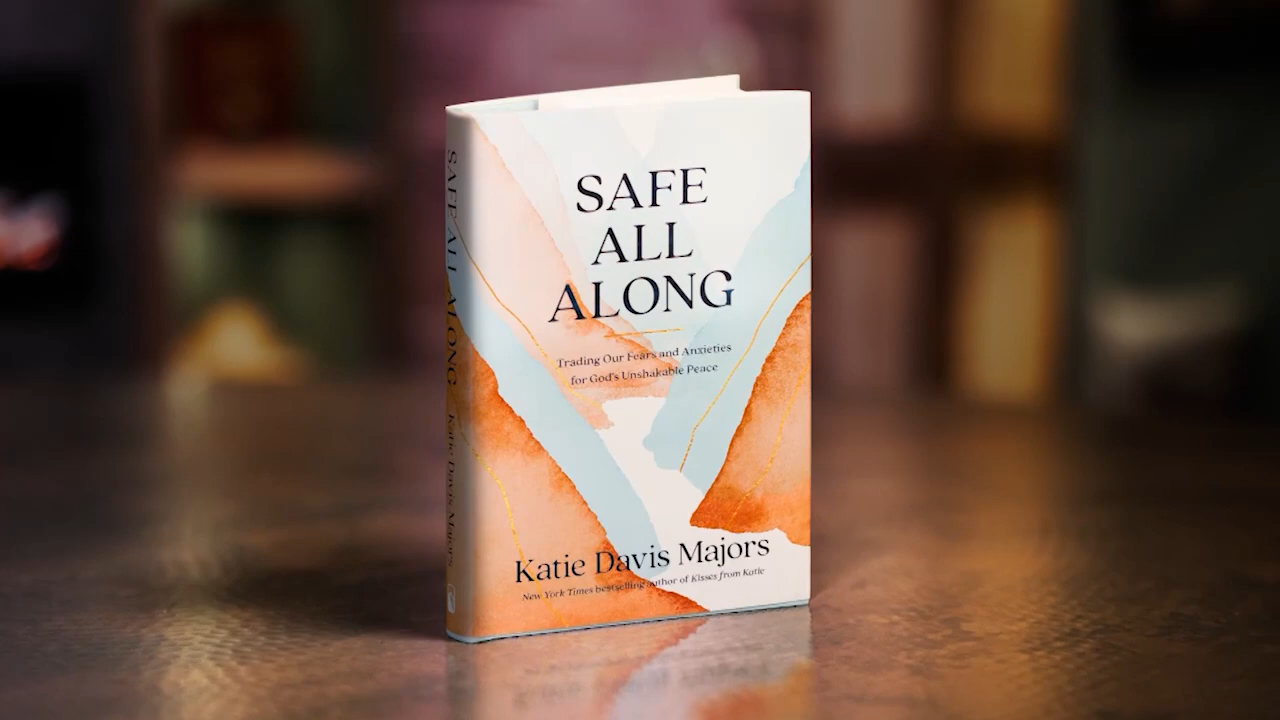 SAFE
ALL
ALONG
Trading Our Fears and Anxieties
for God's Unshakable Peace
Katie Davis Majors
New York Times bestselling author of Kisses from Katie
SAFE ALL ALONG Katie Davis Majors